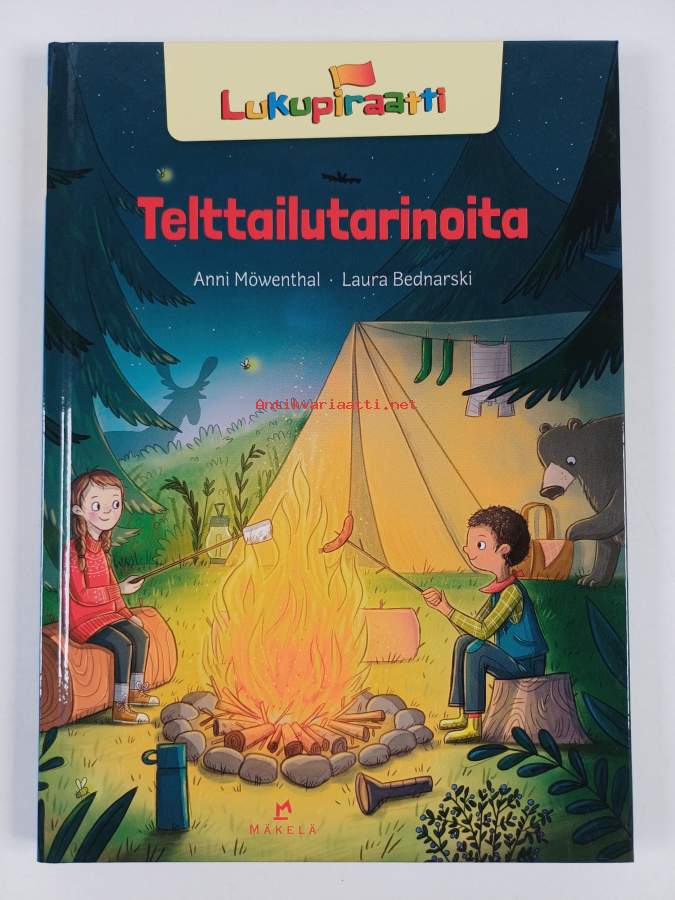 Lukupiraatti
Telttailutarinoita
Anni Möwenthal · Laura Bednarski
Antikvariaatti.net
MÄKELÄ